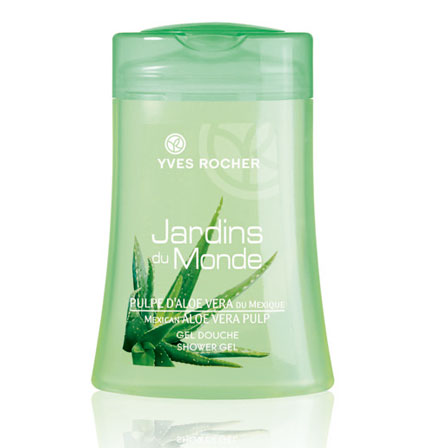 YVES ROCHER
Jardins
du Monde
PULPE D'ALOE VERA DU MEXIQUE
MEXICAN ALOE VERA PULP
GEL DOUCHE
SHOWER GEL